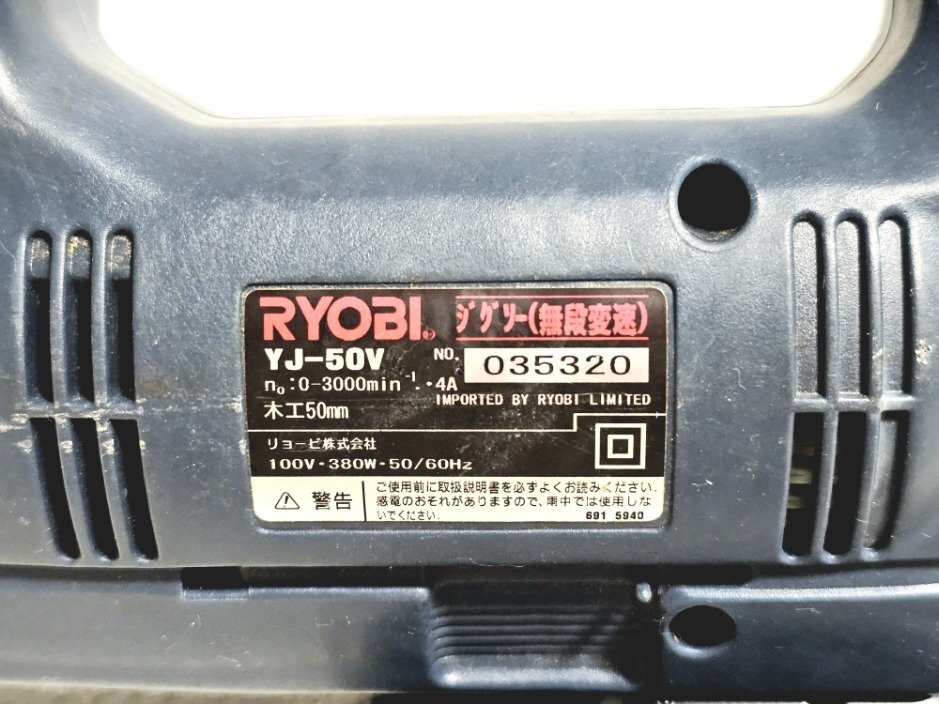 RYOBI® ジグソー(無段変速)
YJ-50V NO. 035320
n₀:0-3000min⁻¹.・4A
IMPORTED BY RYOBI LIMITED
木工50mm
リョービ株式会社
100V・380W・50/60Hz
⚠ 警告
ご使用前に取扱説明書を必ずよくお読みください.
感電のおそれがありますので、雨中では使用しな
いでください.
691 5940